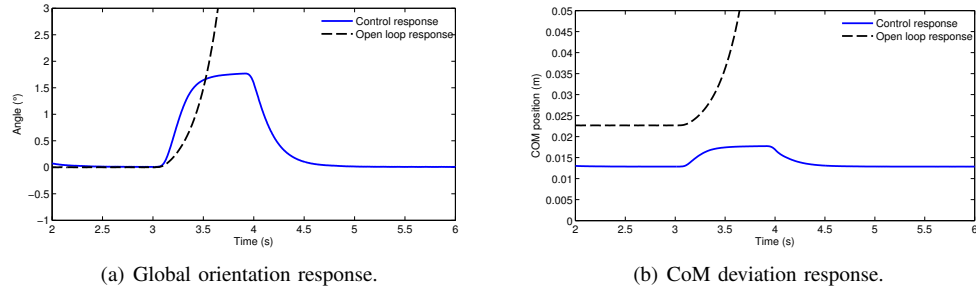 3
2.5
2
1.5
1
0.5
0
−0.5
−1
Angle (°)
2 2.5 3 3.5 4 4.5 5 5.5 6
Time (s)
Control response
Open loop response
(a) Global orientation response.
0.05
0.045
0.04
0.035
0.03
0.025
0.02
0.015
0.01
0.005
0
COM position (m)
2 2.5 3 3.5 4 4.5 5 5.5 6
Time (s)
Control response
Open loop response
(b) CoM deviation response.